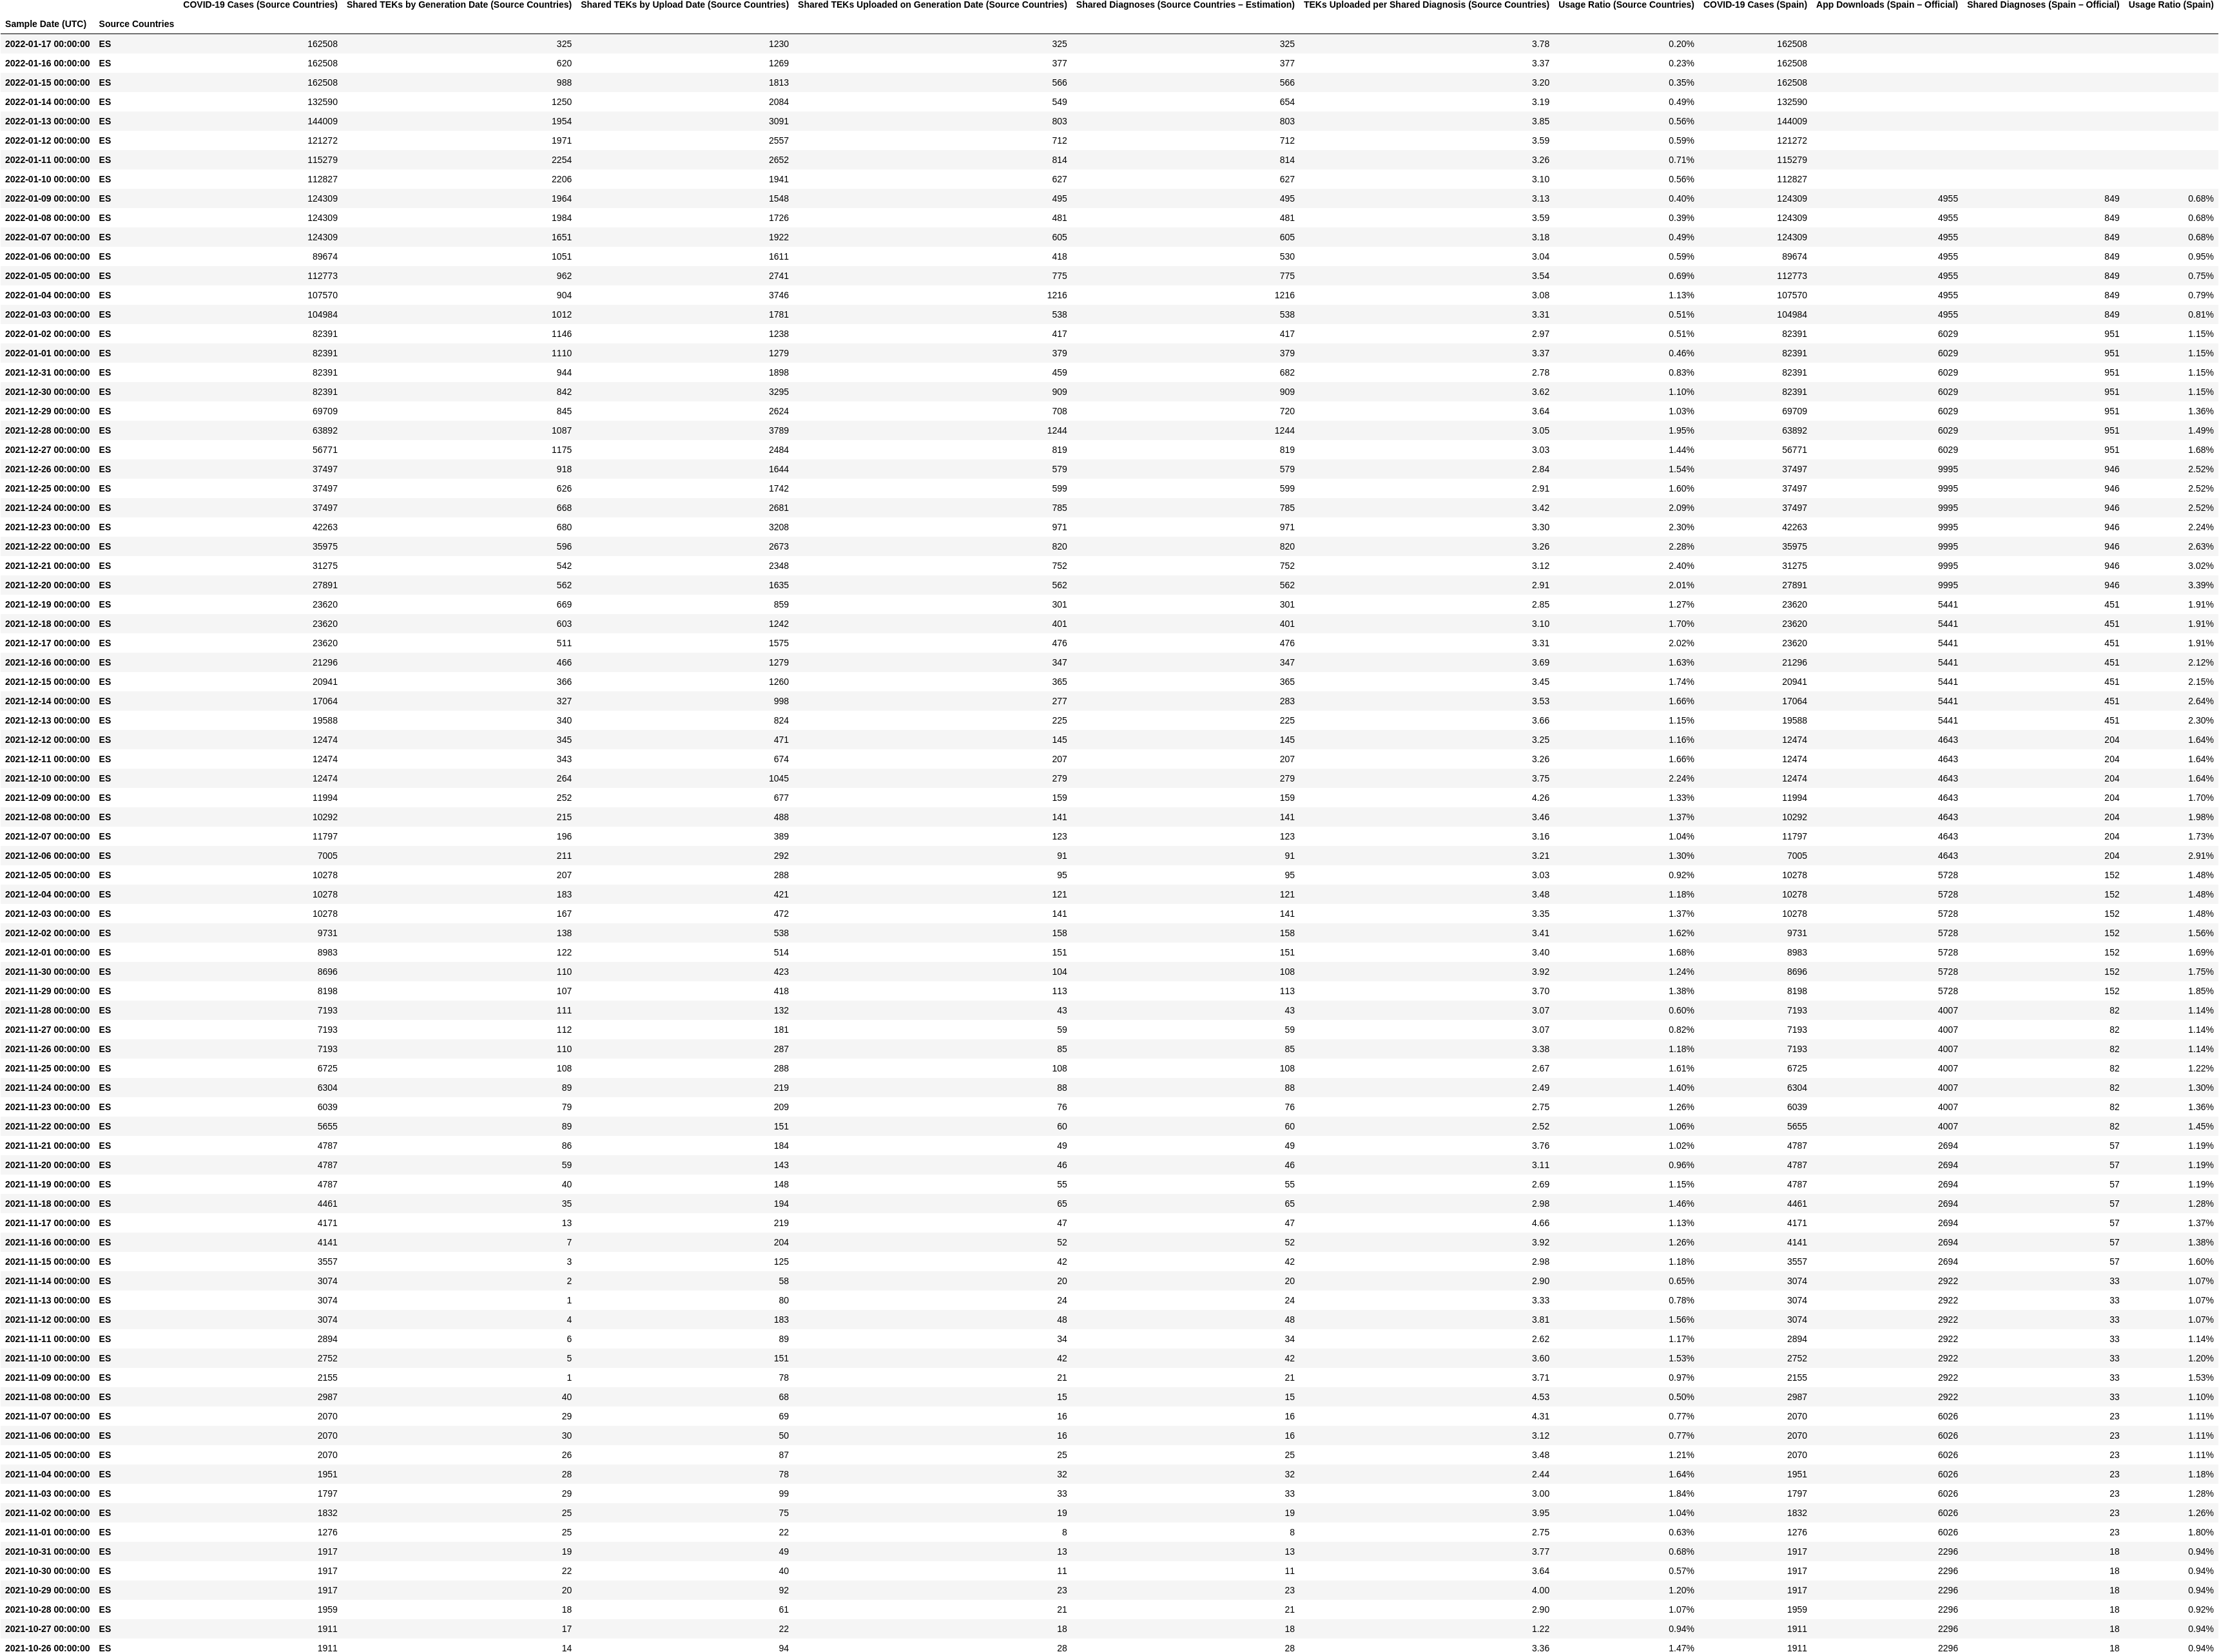 COVID-19 Cases (Source Countries) Shared TEKs by Generation Date (Source Countries) Shared TEKs by Upload Date (Source Countries) Shared TEKs Uploaded on Generation Date (Source Countries) Shared Diagnoses (Source Countries – Estimation) TEKs Uploaded per Shared Diagnosis (Source Countries) Usage Ratio (Source Countries) COVID-19 Cases (Spain) App Downloads (Spain – Official) Shared Diagnoses (Spain – Official) Usage Ratio (Spain)
Sample Date (UTC) Source Countries
2022-01-17 00:00:00 ES 162508 325 1230 325 325 3.78 0.20% 162508
2022-01-16 00:00:00 ES 162508 620 1269 377 377 3.37 0.23% 162508
2022-01-15 00:00:00 ES 162508 988 1813 566 566 3.20 0.35% 162508
2022-01-14 00:00:00 ES 132590 1250 2084 549 654 3.19 0.49% 132590
2022-01-13 00:00:00 ES 144009 1954 3091 803 803 3.85 0.56% 144009
2022-01-12 00:00:00 ES 121272 1971 2557 712 712 3.59 0.59% 121272
2022-01-11 00:00:00 ES 115279 2254 2652 814 814 3.26 0.71% 115279
2022-01-10 00:00:00 ES 112827 2206 1941 627 627 3.10 0.56% 112827
2022-01-09 00:00:00 ES 124309 1964 1548 495 495 3.13 0.40% 124309 4955 849 0.68%
2022-01-08 00:00:00 ES 124309 1984 1726 481 481 3.59 0.39% 124309 4955 849 0.68%
2022-01-07 00:00:00 ES 124309 1651 1922 605 605 3.18 0.49% 124309 4955 849 0.68%
2022-01-06 00:00:00 ES 89674 1051 1611 418 530 3.04 0.59% 89674 4955 849 0.95%
2022-01-05 00:00:00 ES 112773 962 2741 775 775 3.54 0.69% 112773 4955 849 0.75%
2022-01-04 00:00:00 ES 107570 904 3746 1216 1216 3.08 1.13% 107570 4955 849 0.79%
2022-01-03 00:00:00 ES 104984 1012 1781 538 538 3.31 0.51% 104984 4955 849 0.81%
2022-01-02 00:00:00 ES 82391 1146 1238 417 417 2.97 0.51% 82391 6029 951 1.15%
2022-01-01 00:00:00 ES 82391 1110 1279 379 379 3.37 0.46% 82391 6029 951 1.15%
2021-12-31 00:00:00 ES 82391 944 1898 459 682 2.78 0.83% 82391 6029 951 1.15%
2021-12-30 00:00:00 ES 82391 842 3295 909 909 3.62 1.10% 82391 6029 951 1.15%
2021-12-29 00:00:00 ES 69709 845 2624 708 720 3.64 1.03% 69709 6029 951 1.36%
2021-12-28 00:00:00 ES 63892 1087 3789 1244 1244 3.05 1.95% 63892 6029 951 1.49%
2021-12-27 00:00:00 ES 56771 1175 2484 819 819 3.03 1.44% 56771 6029 951 1.68%
2021-12-26 00:00:00 ES 37497 918 1644 579 579 2.84 1.54% 37497 9995 946 2.52%
2021-12-25 00:00:00 ES 37497 626 1742 599 599 2.91 1.60% 37497 9995 946 2.52%
2021-12-24 00:00:00 ES 37497 668 2681 785 785 3.42 2.09% 37497 9995 946 2.52%
2021-12-23 00:00:00 ES 42263 680 3208 971 971 3.30 2.30% 42263 9995 946 2.24%
2021-12-22 00:00:00 ES 35975 596 2673 820 820 3.26 2.28% 35975 9995 946 2.63%
2021-12-21 00:00:00 ES 31275 542 2348 752 752 3.12 2.40% 31275 9995 946 3.02%
2021-12-20 00:00:00 ES 27891 562 1635 562 562 2.91 2.01% 27891 9995 946 3.39%
2021-12-19 00:00:00 ES 23620 669 859 301 301 2.85 1.27% 23620 5441 451 1.91%
2021-12-18 00:00:00 ES 23620 603 1242 401 401 3.10 1.70% 23620 5441 451 1.91%
2021-12-17 00:00:00 ES 23620 511 1575 476 476 3.31 2.02% 23620 5441 451 1.91%
2021-12-16 00:00:00 ES 21296 466 1279 347 347 3.69 1.63% 21296 5441 451 2.12%
2021-12-15 00:00:00 ES 20941 366 1260 365 365 3.45 1.74% 20941 5441 451 2.15%
2021-12-14 00:00:00 ES 17064 327 998 277 283 3.53 1.66% 17064 5441 451 2.64%
2021-12-13 00:00:00 ES 19588 340 824 225 225 3.66 1.15% 19588 5441 451 2.30%
2021-12-12 00:00:00 ES 12474 345 471 145 145 3.25 1.16% 12474 4643 204 1.64%
2021-12-11 00:00:00 ES 12474 343 674 207 207 3.26 1.66% 12474 4643 204 1.64%
2021-12-10 00:00:00 ES 12474 264 1045 279 279 3.75 2.24% 12474 4643 204 1.64%
2021-12-09 00:00:00 ES 11994 252 677 159 159 4.26 1.33% 11994 4643 204 1.70%
2021-12-08 00:00:00 ES 10292 215 488 141 141 3.46 1.37% 10292 4643 204 1.98%
2021-12-07 00:00:00 ES 11797 196 389 123 123 3.16 1.04% 11797 4643 204 1.73%
2021-12-06 00:00:00 ES 7005 211 292 91 91 3.21 1.30% 7005 4643 204 2.91%
2021-12-05 00:00:00 ES 10278 207 288 95 95 3.03 0.92% 10278 5728 152 1.48%
2021-12-04 00:00:00 ES 10278 183 421 121 121 3.48 1.18% 10278 5728 152 1.48%
2021-12-03 00:00:00 ES 10278 167 472 141 141 3.35 1.37% 10278 5728 152 1.48%
2021-12-02 00:00:00 ES 9731 138 538 158 158 3.41 1.62% 9731 5728 152 1.56%
2021-12-01 00:00:00 ES 8983 122 514 151 151 3.40 1.68% 8983 5728 152 1.69%
2021-11-30 00:00:00 ES 8696 110 423 104 108 3.92 1.24% 8696 5728 152 1.75%
2021-11-29 00:00:00 ES 8198 107 418 113 113 3.70 1.38% 8198 5728 152 1.85%
2021-11-28 00:00:00 ES 7193 111 132 43 43 3.07 0.60% 7193 4007 82 1.14%
2021-11-27 00:00:00 ES 7193 112 181 59 59 3.07 0.82% 7193 4007 82 1.14%
2021-11-26 00:00:00 ES 7193 110 287 85 85 3.38 1.18% 7193 4007 82 1.14%
2021-11-25 00:00:00 ES 6725 108 288 108 108 2.67 1.61% 6725 4007 82 1.22%
2021-11-24 00:00:00 ES 6304 89 219 88 88 2.49 1.40% 6304 4007 82 1.30%
2021-11-23 00:00:00 ES 6039 79 209 76 76 2.75 1.26% 6039 4007 82 1.36%
2021-11-22 00:00:00 ES 5655 89 151 60 60 2.52 1.06% 5655 4007 82 1.45%
2021-11-21 00:00:00 ES 4787 86 184 49 49 3.76 1.02% 4787 2694 57 1.19%
2021-11-20 00:00:00 ES 4787 59 143 46 46 3.11 0.96% 4787 2694 57 1.19%
2021-11-19 00:00:00 ES 4787 40 148 55 55 2.69 1.15% 4787 2694 57 1.19%
2021-11-18 00:00:00 ES 4461 35 194 65 65 2.98 1.46% 4461 2694 57 1.28%
2021-11-17 00:00:00 ES 4171 13 219 47 47 4.66 1.13% 4171 2694 57 1.37%
2021-11-16 00:00:00 ES 4141 7 204 52 52 3.92 1.26% 4141 2694 57 1.38%
2021-11-15 00:00:00 ES 3557 3 125 42 42 2.98 1.18% 3557 2694 57 1.60%
2021-11-14 00:00:00 ES 3074 2 58 20 20 2.90 0.65% 3074 2922 33 1.07%
2021-11-13 00:00:00 ES 3074 1 80 24 24 3.33 0.78% 3074 2922 33 1.07%
2021-11-12 00:00:00 ES 3074 4 183 48 48 3.81 1.56% 3074 2922 33 1.07%
2021-11-11 00:00:00 ES 2894 6 89 34 34 2.62 1.17% 2894 2922 33 1.14%
2021-11-10 00:00:00 ES 2752 5 151 42 42 3.60 1.53% 2752 2922 33 1.20%
2021-11-09 00:00:00 ES 2155 1 78 21 21 3.71 0.97% 2155 2922 33 1.53%
2021-11-08 00:00:00 ES 2987 40 68 15 15 4.53 0.50% 2987 2922 33 1.10%
2021-11-07 00:00:00 ES 2070 29 69 16 16 4.31 0.77% 2070 6026 23 1.11%
2021-11-06 00:00:00 ES 2070 30 50 16 16 3.12 0.77% 2070 6026 23 1.11%
2021-11-05 00:00:00 ES 2070 26 87 25 25 3.48 1.21% 2070 6026 23 1.11%
2021-11-04 00:00:00 ES 1951 28 78 32 32 2.44 1.64% 1951 6026 23 1.18%
2021-11-03 00:00:00 ES 1797 29 99 33 33 3.00 1.84% 1797 6026 23 1.28%
2021-11-02 00:00:00 ES 1832 25 75 19 19 3.95 1.04% 1832 6026 23 1.26%
2021-11-01 00:00:00 ES 1276 25 22 8 8 2.75 0.63% 1276 6026 23 1.80%
2021-10-31 00:00:00 ES 1917 19 49 13 13 3.77 0.68% 1917 2296 18 0.94%
2021-10-30 00:00:00 ES 1917 22 40 11 11 3.64 0.57% 1917 2296 18 0.94%
2021-10-29 00:00:00 ES 1917 20 92 23 23 4.00 1.20% 1917 2296 18 0.94%
2021-10-28 00:00:00 ES 1959 18 61 21 21 2.90 1.07% 1959 2296 18 0.92%
2021-10-27 00:00:00 ES 1911 17 22 18 18 1.22 0.94% 1911 2296 18 0.94%
2021-10-26 00:00:00 ES 1911 14 94 28 28 3.36 1.47% 1911 2296 18 0.94%